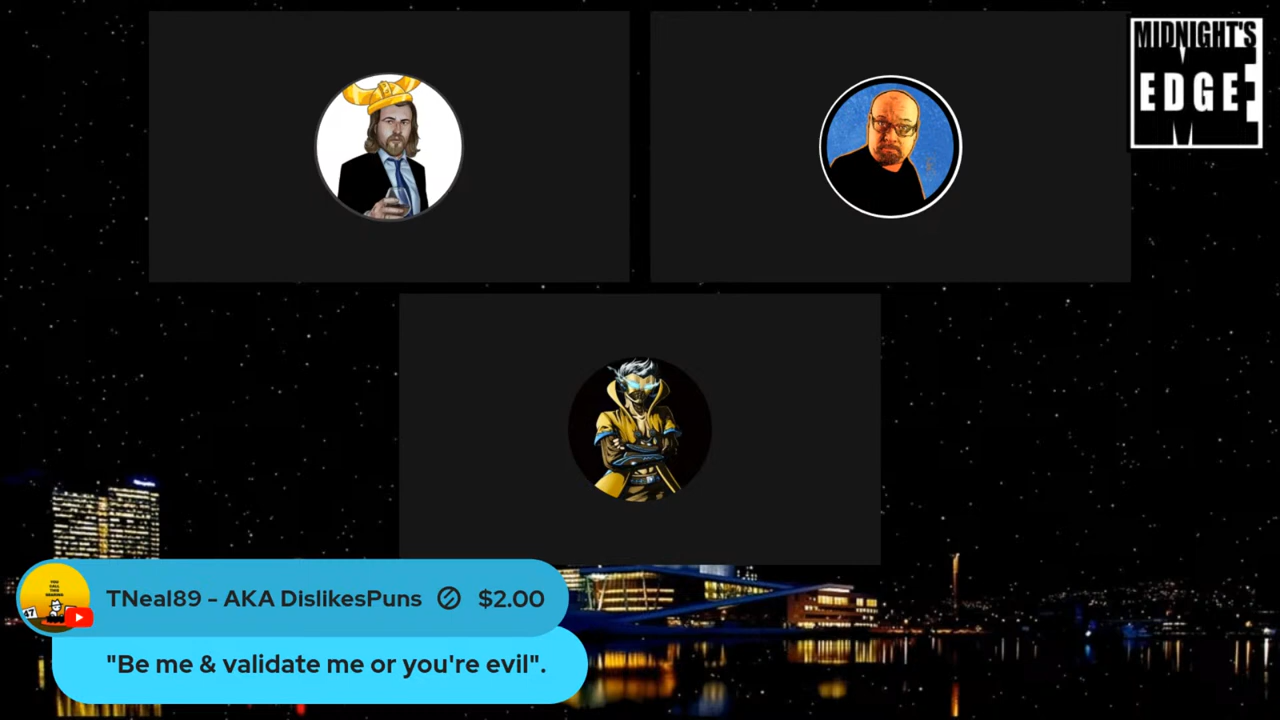 MIDNIGHT'S
EDGE
TNeal89 - AKA DislikesPuns $2.00
"Be me & validate me or you're evil".